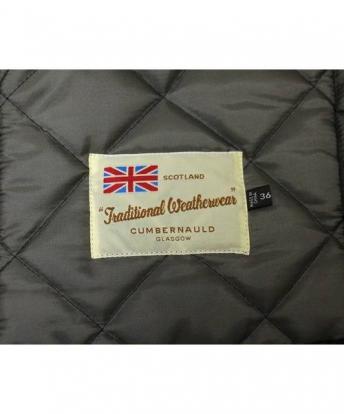 SCOTLAND
"Traditional Weatherwear"
CUMBERNAULD
GLASGOW
36